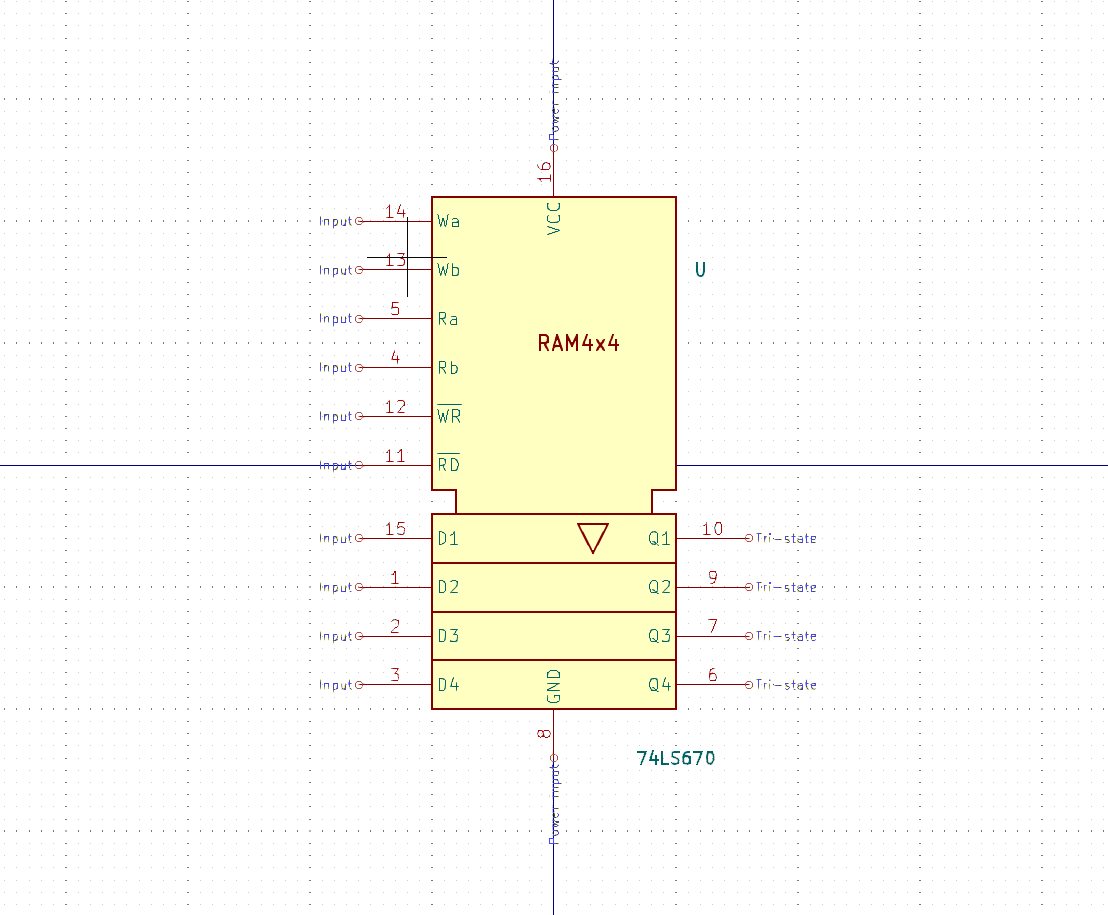 Power input
16
VCC
Input 14 Wa
Input 13 Wb
U
Input 5 Ra
RAM4x4
Input 4 Rb
Input 12 WR
Input 11 RD
Input 15 D1 Q1 10 Tri-state
Input 1 D2 Q2 9 Tri-state
Input 2 D3 Q3 7 Tri-state
Input 3 D4 Q4 6 Tri-state
GND
8
74LS670
Power input